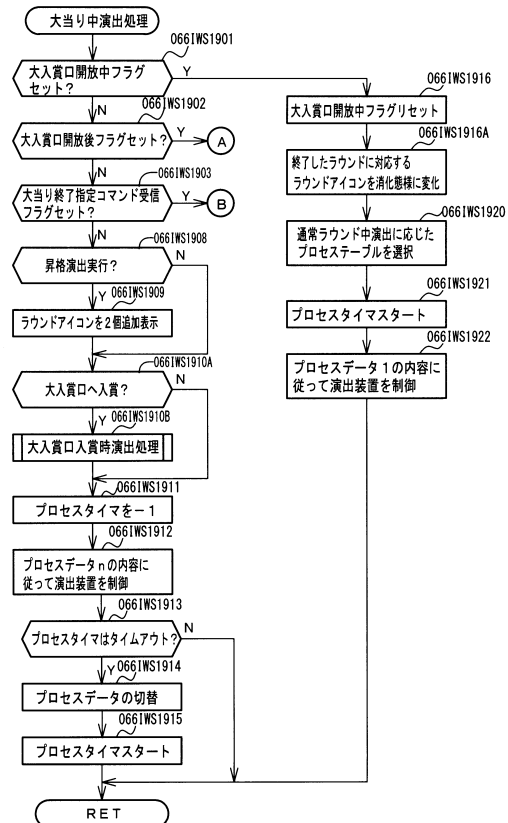 大当り中演出処理
066IWS1901
大入賞口開放中フラグ
セット?
Y
N
066IWS1902
大入賞口開放後フラグセット?
Y
A
N
066IWS1903
大当り終了指定コマンド受信
フラグセット?
Y
B
N
066IWS1908
昇格演出実行?
N
Y
066IWS1909
ラウンドアイコンを2個追加表示
066IWS1910A
大入賞口へ入賞?
N
Y
066IWS1910B
大入賞口入賞時演出処理
066IWS1911
プロセスタイマを-1
066IWS1912
プロセスデータnの内容に
従って演出装置を制御
066IWS1913
プロセスタイマはタイムアウト?
N
Y
066IWS1914
プロセスデータの切替
066IWS1915
プロセスタイマスタート
RET
066IWS1916
大入賞口開放中フラグリセット
066IWS1916A
終了したラウンドに対応する
ラウンドアイコンを消化態様に変化
066IWS1920
通常ラウンド中演出に応じた
プロセステーブルを選択
066IWS1921
プロセスタイマスタート
066IWS1922
プロセスデータ1の内容に
従って演出装置を制御